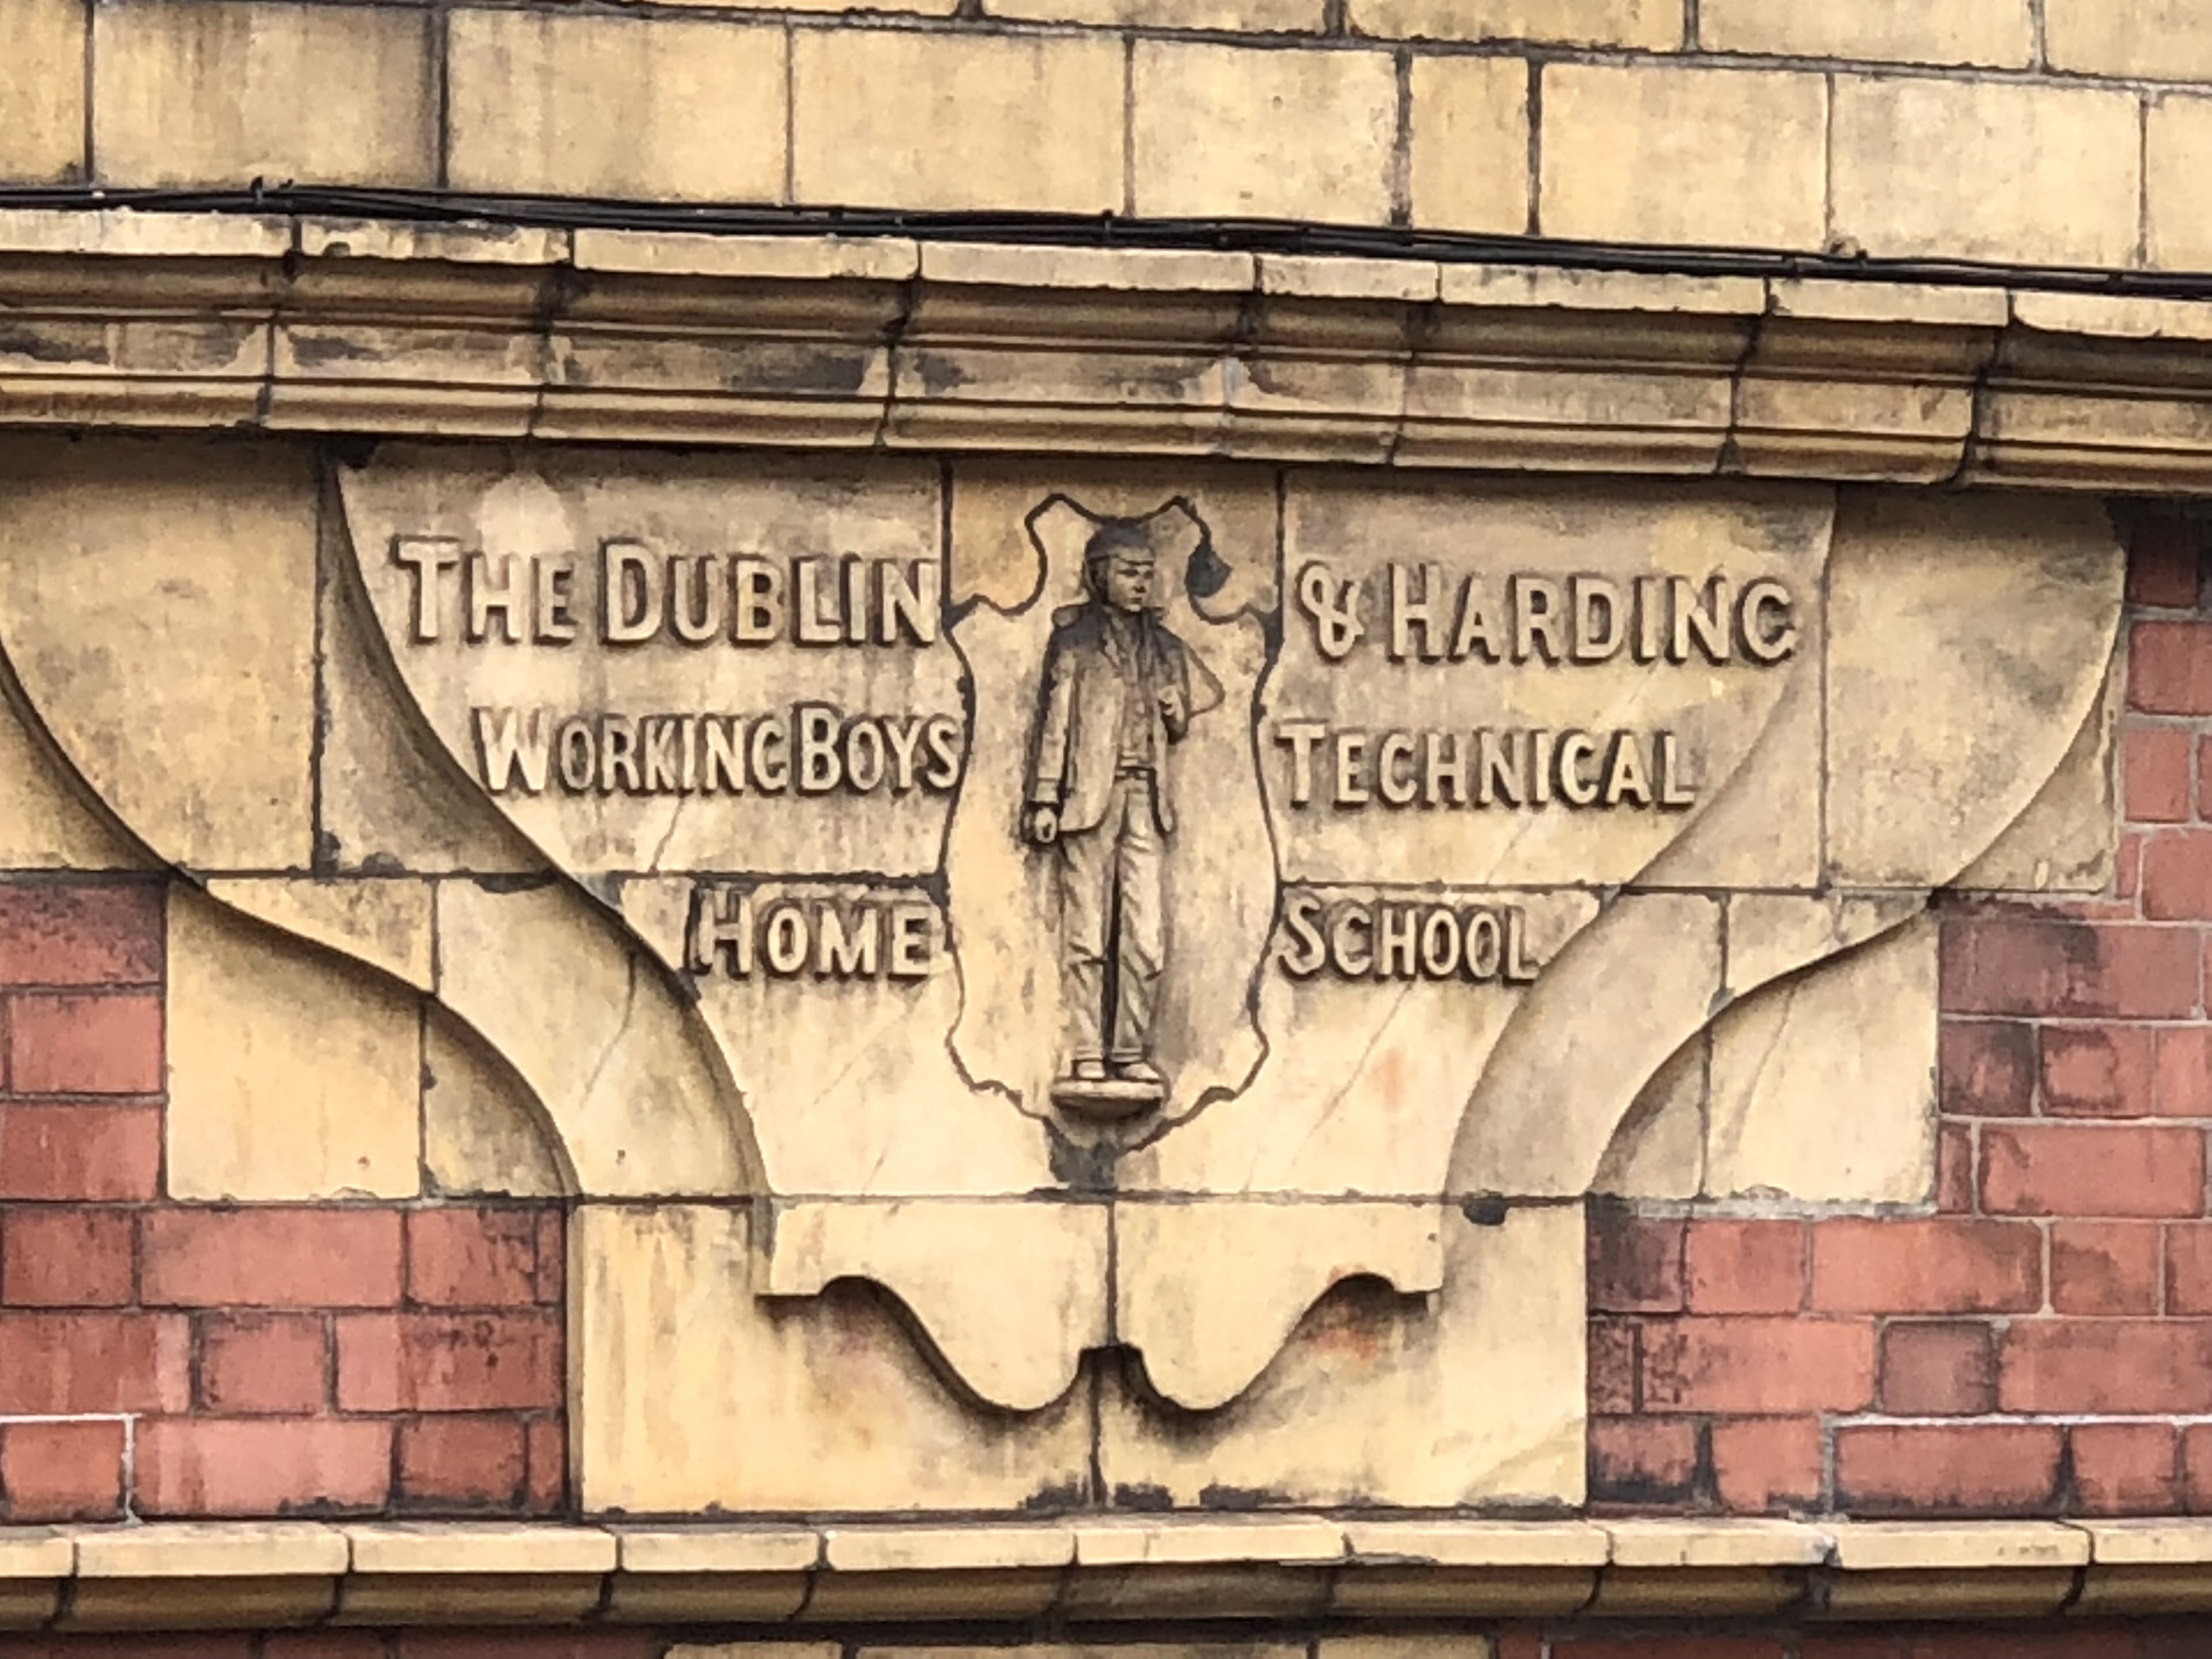 THE DUBLIN
WORKING BOYS
HOME
& HARDING
TECHNICAL
SCHOOL